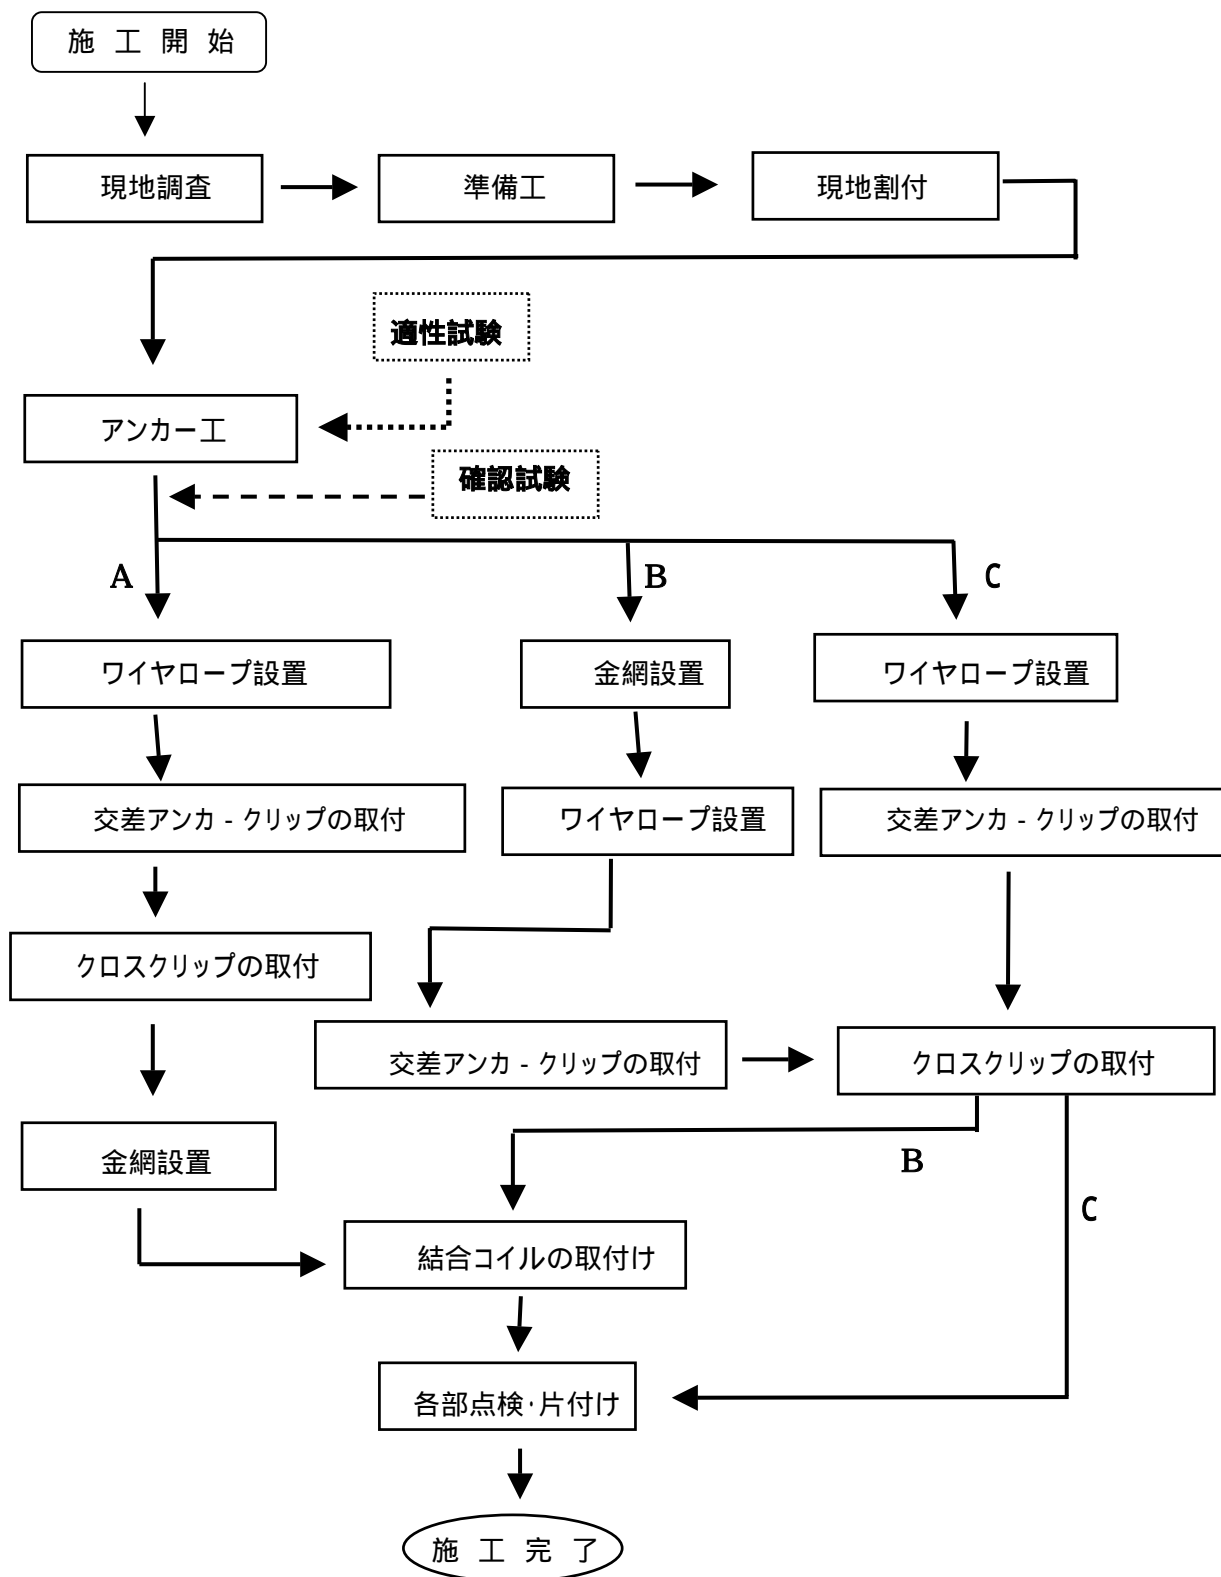 施 工 開 始
現地調査
準備工
現地割付
適性試験
アンカー工
確認試験
A
B
C
ワイヤロープ設置
金網設置
ワイヤロープ設置
交差アンカ - クリップの取付
ワイヤロープ設置
交差アンカ - クリップの取付
クロスクリップの取付
交差アンカ - クリップの取付
クロスクリップの取付
金網設置
B
C
結合コイルの取付け
各部点検･片付け
施 工 完 了